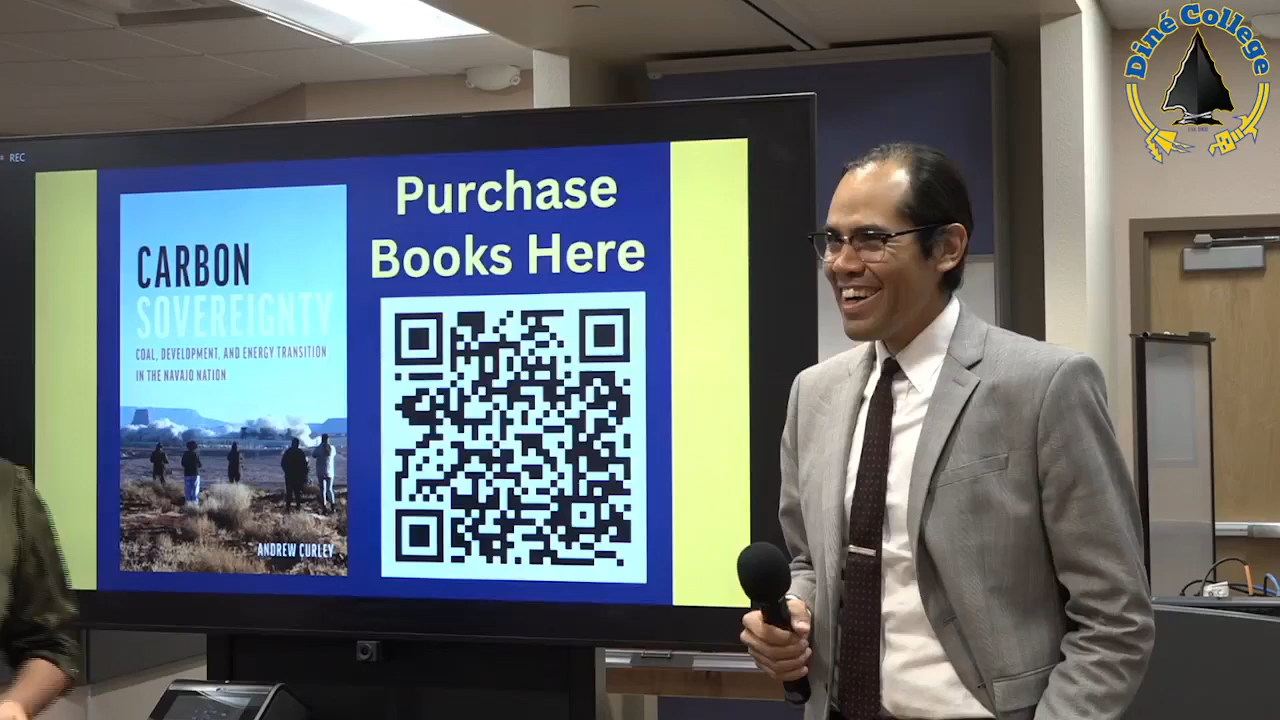 REC
Diné College
Purchase
Books Here
CARBON
SOVEREIGNTY
COAL, DEVELOPMENT, AND ENERGY TRANSITION
IN THE NAVAJO NATION
ANDREW CURLEY